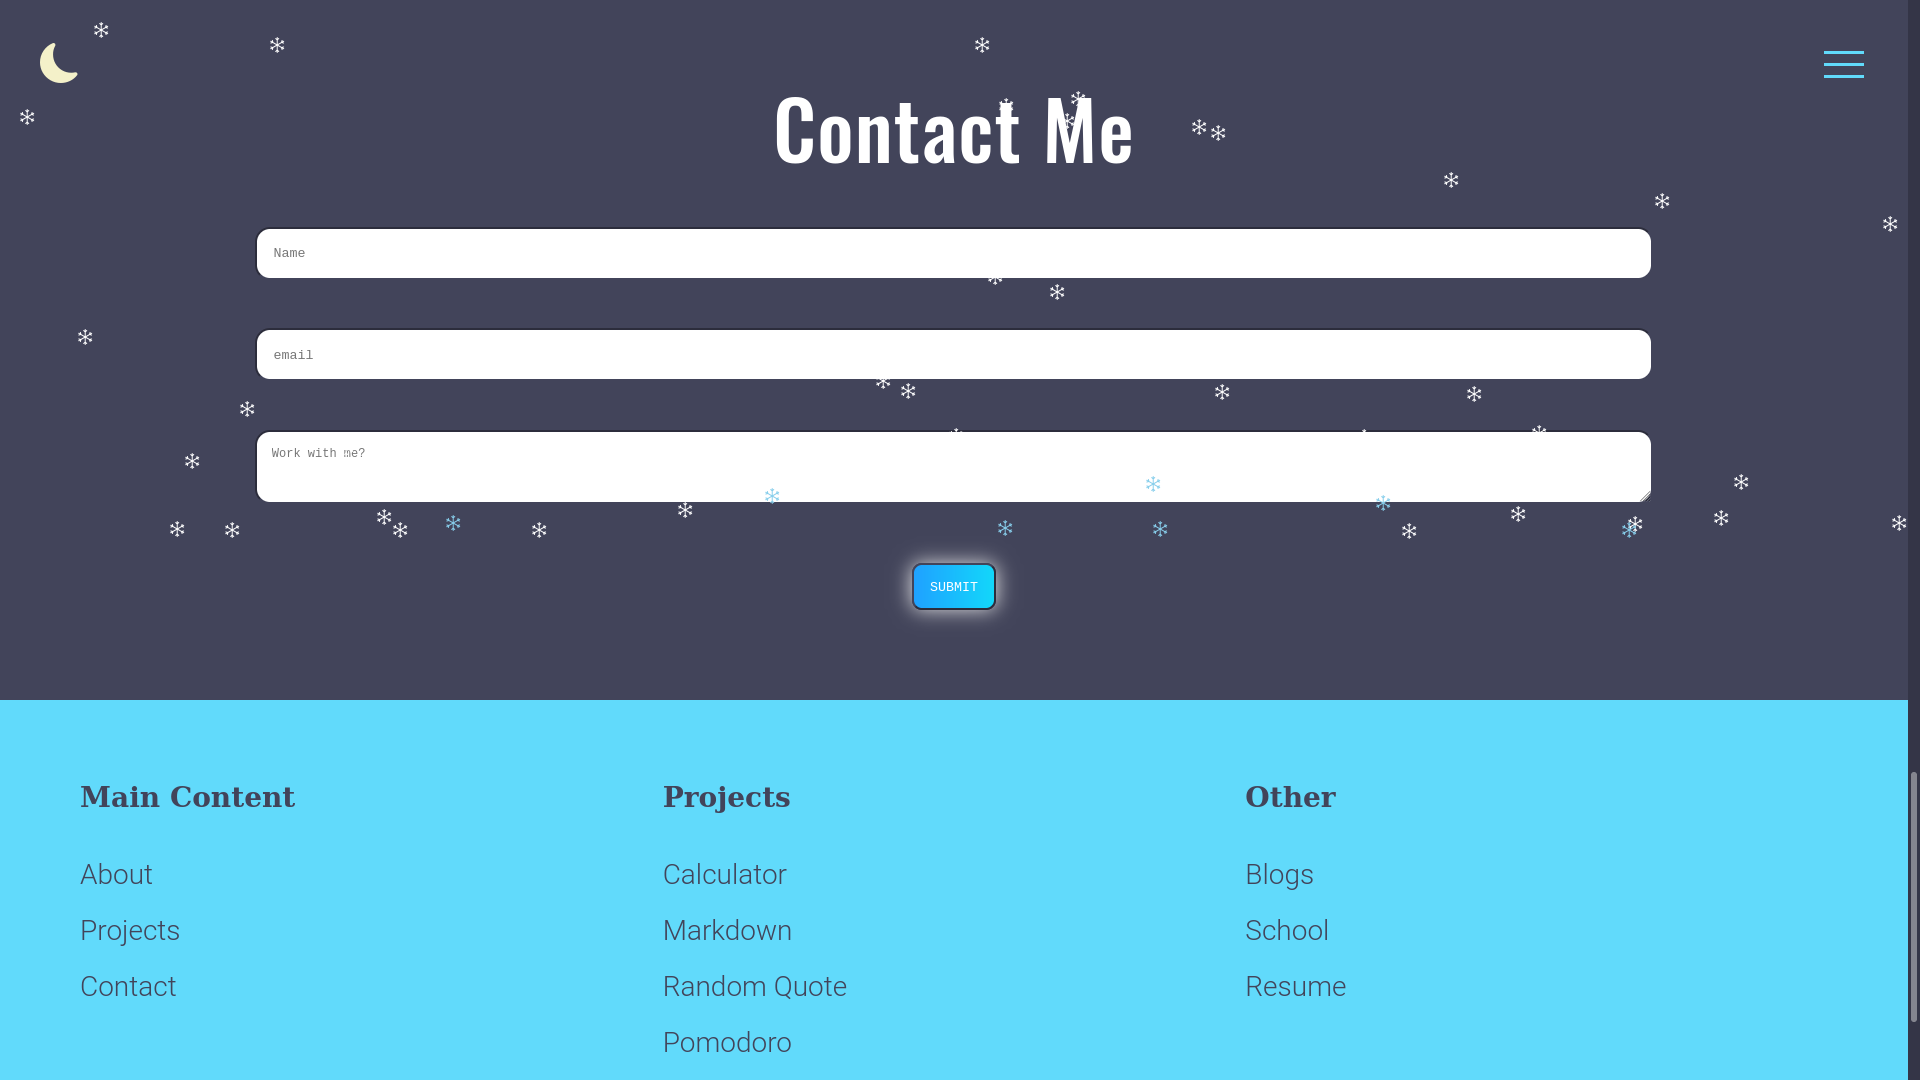 Contact Me
Name
email
Work with me?
SUBMIT
Main Content
About
Projects
Contact
Projects
Calculator
Markdown
Random Quote
Pomodoro
Other
Blogs
School
Resume